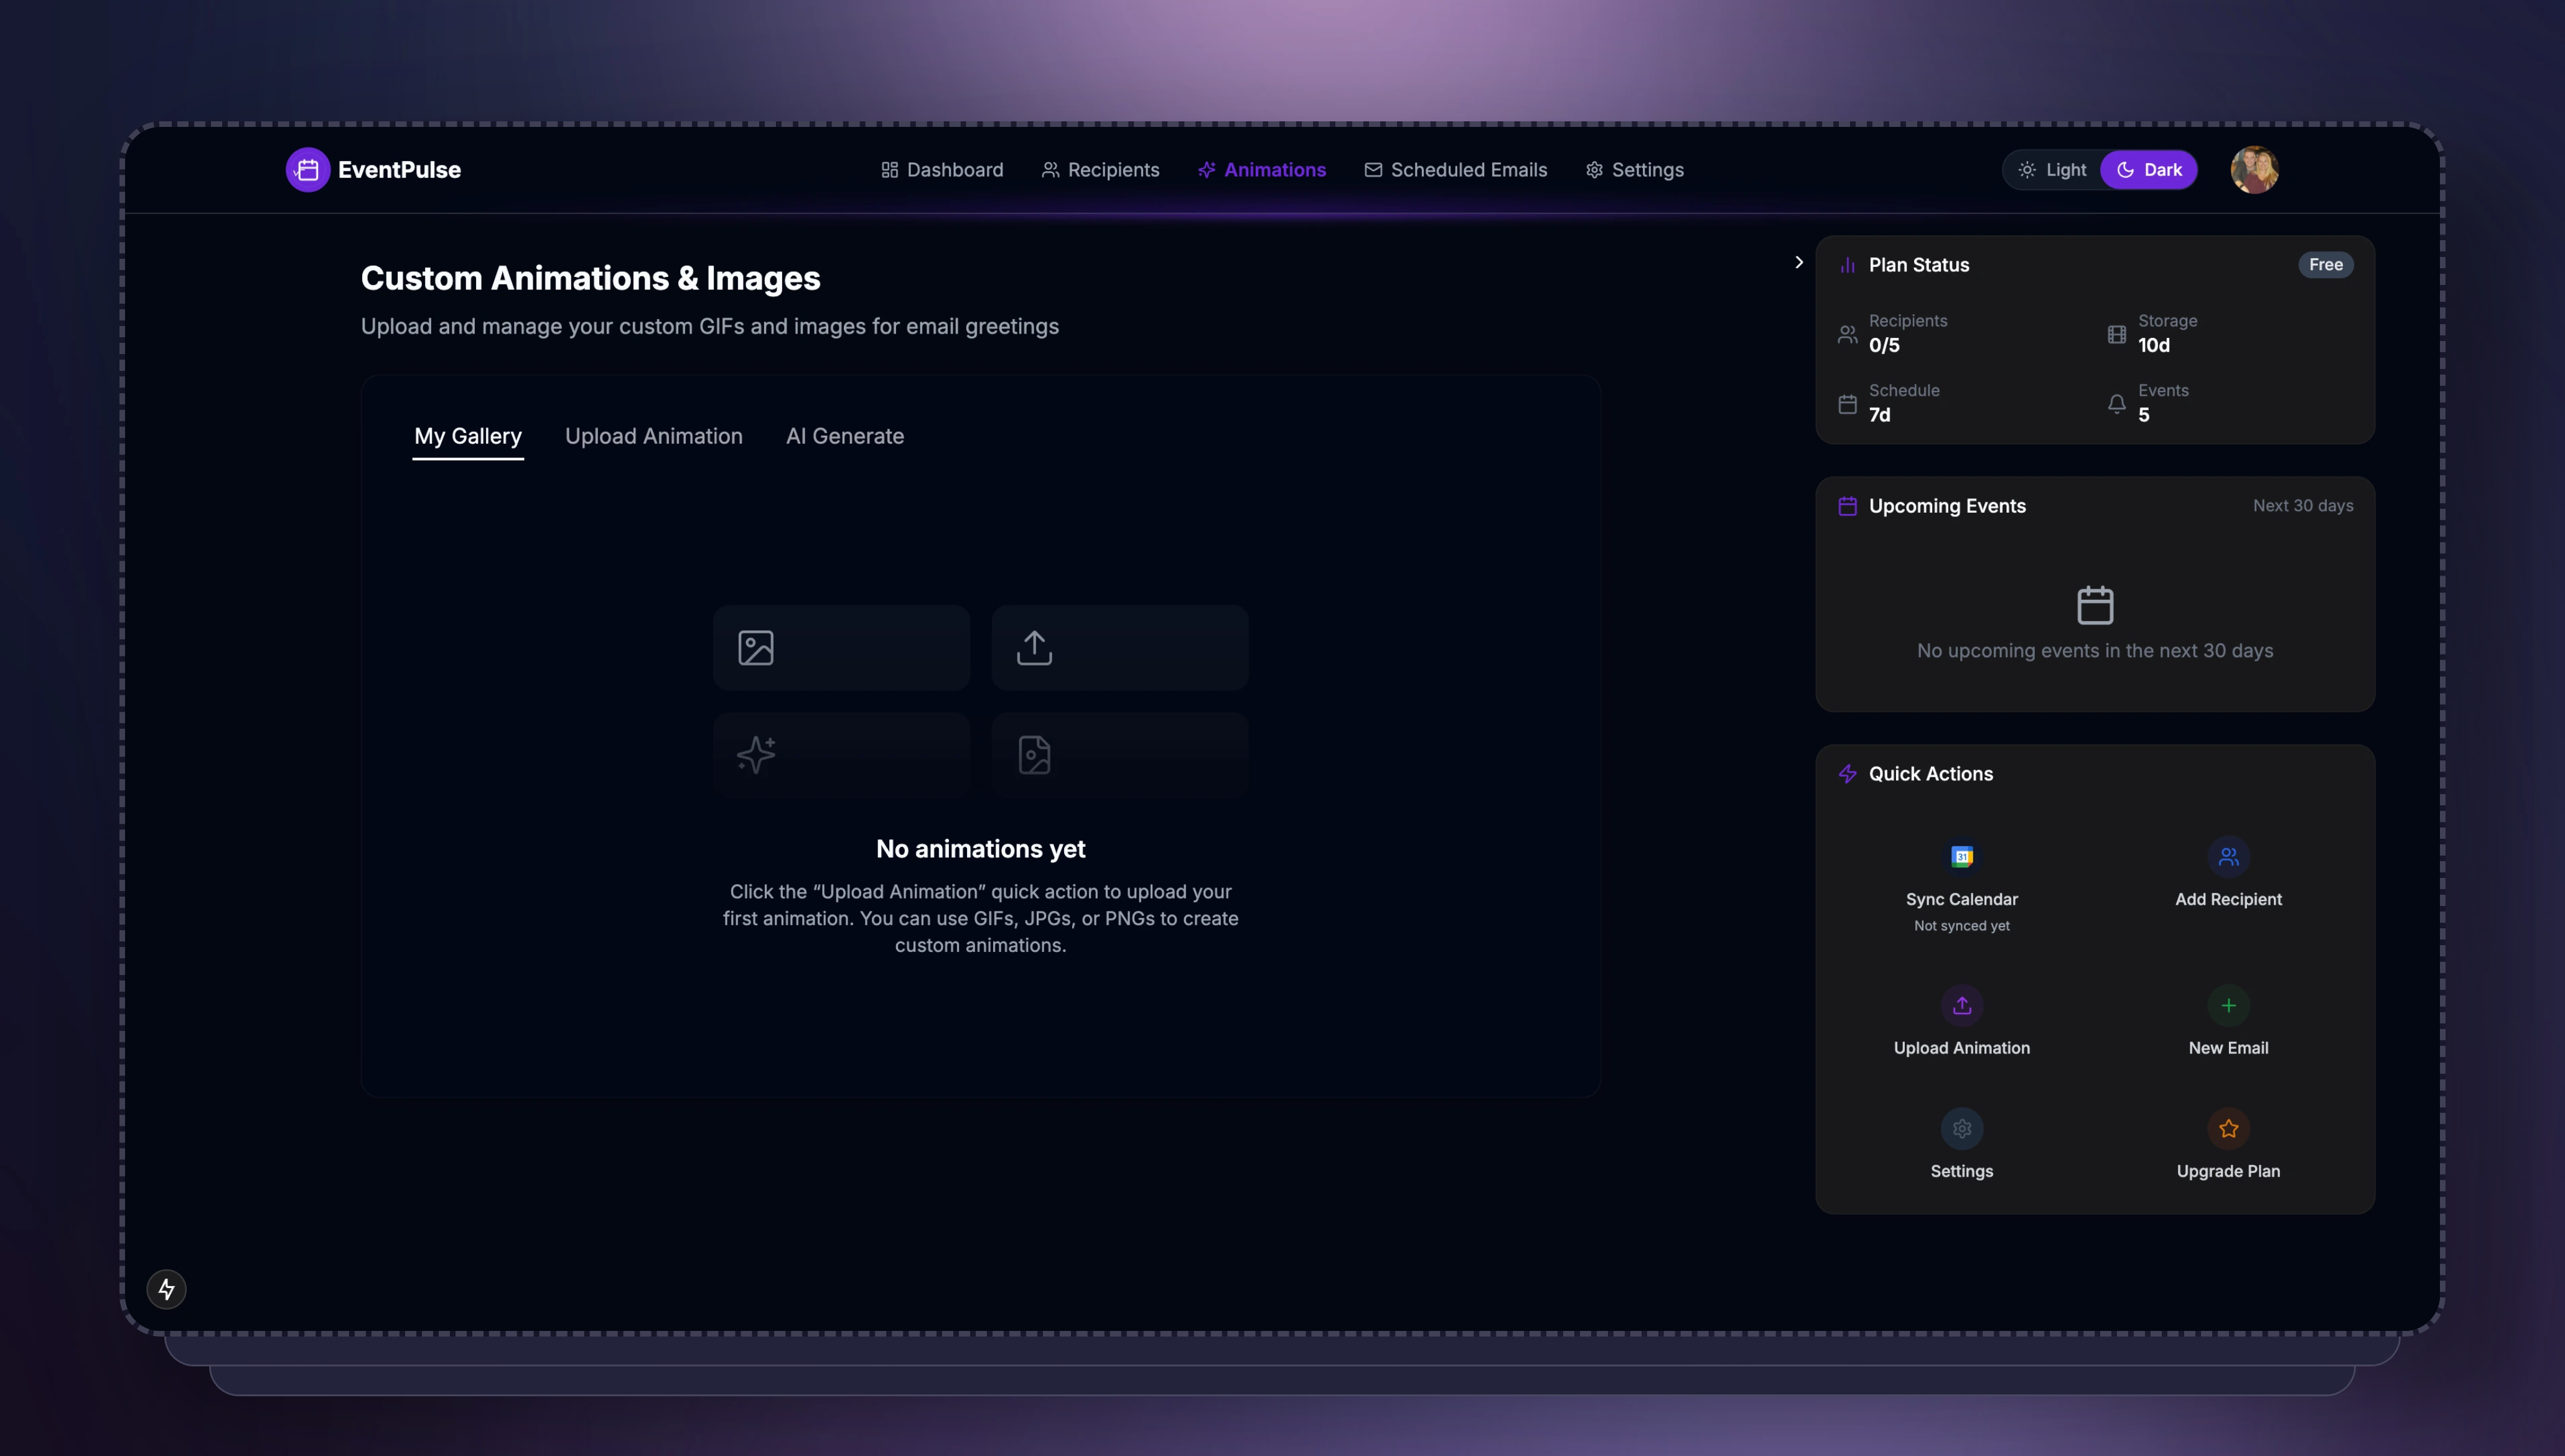 EventPulse
Dashboard
Recipients
Animations
Scheduled Emails
Settings
Light
Dark
Custom Animations & Images
Upload and manage your custom GIFs and images for email greetings
My Gallery
Upload Animation
AI Generate
No animations yet
Click the “Upload Animation” quick action to upload your
first animation. You can use GIFs, JPGs, or PNGs to create
custom animations.
Plan Status
Free
Recipients
0/5
Storage
10d
Schedule
7d
Events
5
Upcoming Events
Next 30 days
No upcoming events in the next 30 days
Quick Actions
31
Sync Calendar
Not synced yet
Add Recipient
Upload Animation
New Email
Settings
Upgrade Plan